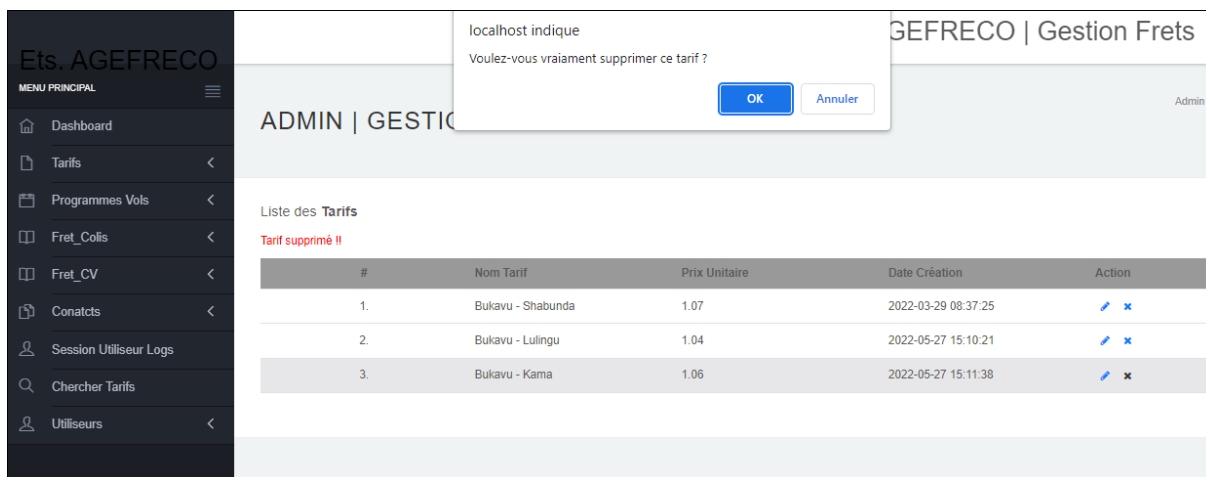 Ets. AGEFRECO
MENU PRINCIPAL
Dashboard
Tarifs
Programmes Vols
Fret_Colis
Fret_CV
Conatcts
Session Utiliseur Logs
Chercher Tarifs
Utiliseurs
localhost indique
Voulez-vous vraiament supprimer ce tarif ?
OK Annuler
GEFRECO | Gestion Frets
ADMIN | GESTIO
Admin
Liste des Tarifs
Tarif supprimé !!
# Nom Tarif Prix Unitaire Date Création Action
1. Bukavu - Shabunda 1.07 2022-03-29 08:37:25
2. Bukavu - Lulingu 1.04 2022-05-27 15:10:21
3. Bukavu - Kama 1.06 2022-05-27 15:11:38